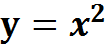 y = x²